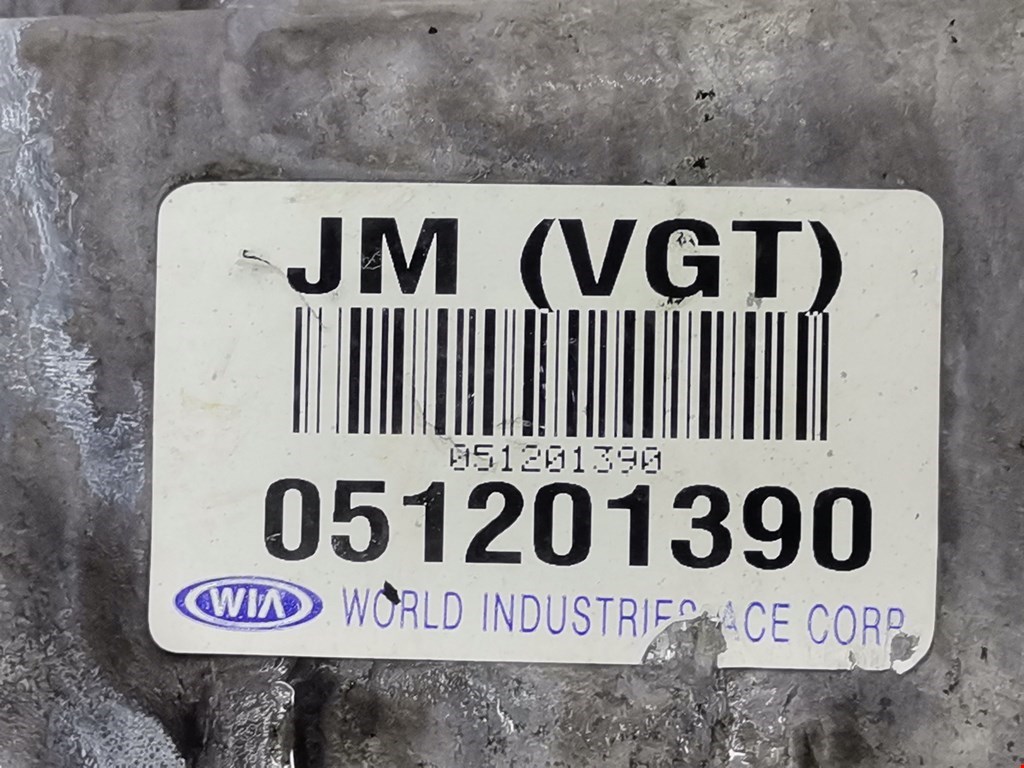 JM (VGT)
051201390
051201390
WIA WORLD INDUSTRIES ACE CORP.